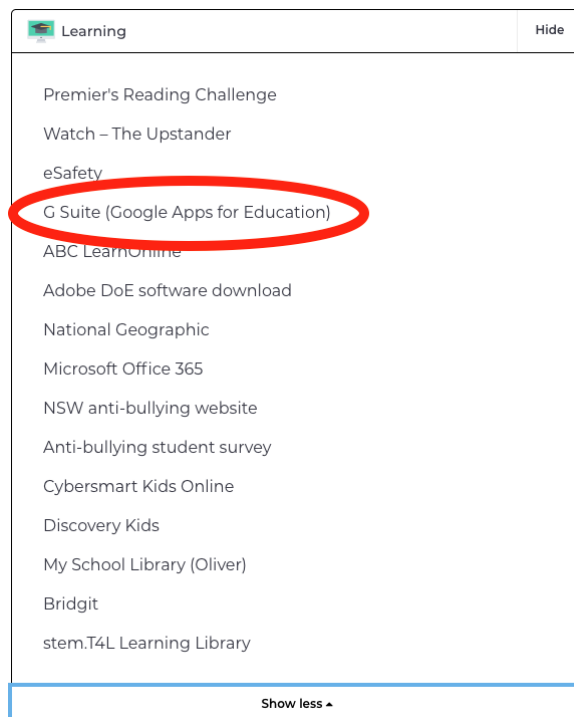 Learning
Hide
Premier's Reading Challenge
Watch – The Upstander
eSafety
G Suite (Google Apps for Education)
ABC LearnOnline
Adobe DoE software download
National Geographic
Microsoft Office 365
NSW anti-bullying website
Anti-bullying student survey
Cybersmart Kids Online
Discovery Kids
My School Library (Oliver)
Bridgit
stem.T4L Learning Library
Show less